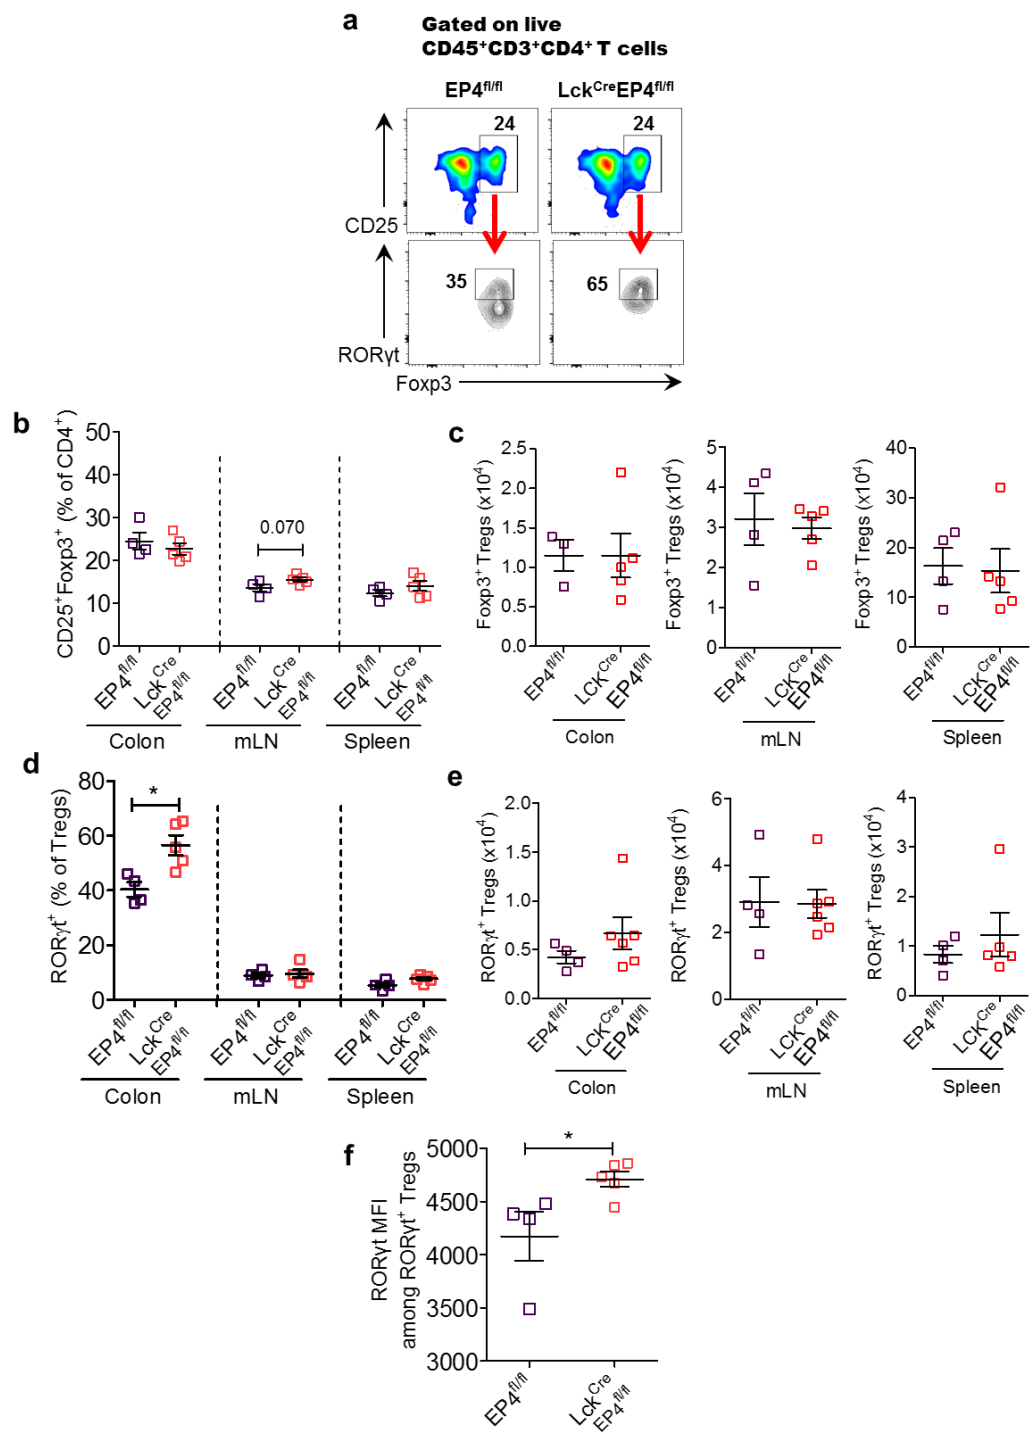 a
Gated on live
CD45⁺CD3⁺CD4⁺ T cells
EP4ᶠˡ/ᶠˡ
LckᶜʳᵉEP4ᶠˡ/ᶠˡ
24
24
CD25
35
65
RORγt
Foxp3
b
CD25⁺Foxp3⁺ (% of CD4⁺)
50
40
30
20
10
0
0.070
EP4ᶠˡ/ᶠˡ
Lckᶜʳᵉ
EP4ᶠˡ/ᶠˡ
EP4ᶠˡ/ᶠˡ
Lckᶜʳᵉ
EP4ᶠˡ/ᶠˡ
EP4ᶠˡ/ᶠˡ
Lckᶜʳᵉ
EP4ᶠˡ/ᶠˡ
Colon
mLN
Spleen
c
Foxp3⁺ Tregs (x10⁴)
2.5
2.0
1.5
1.0
0.5
0.0
EP4ᶠˡ/ᶠˡ
LCKᶜʳᵉ
EP4ᶠˡ/ᶠˡ
Colon
Foxp3⁺ Tregs (x10⁴)
5
4
3
2
1
0
EP4ᶠˡ/ᶠˡ
LCKᶜʳᵉ
EP4ᶠˡ/ᶠˡ
mLN
Foxp3⁺ Tregs (x10⁴)
40
30
20
10
0
EP4ᶠˡ/ᶠˡ
LCKᶜʳᵉ
EP4ᶠˡ/ᶠˡ
Spleen
d
RORγt⁺ (% of Tregs)
80
60
40
20
0
*
EP4ᶠˡ/ᶠˡ
Lckᶜʳᵉ
EP4ᶠˡ/ᶠˡ
EP4ᶠˡ/ᶠˡ
Lckᶜʳᵉ
EP4ᶠˡ/ᶠˡ
EP4ᶠˡ/ᶠˡ
Lckᶜʳᵉ
EP4ᶠˡ/ᶠˡ
Colon
mLN
Spleen
e
RORγt⁺ Tregs (x10⁴)
2.0
1.5
1.0
0.5
0.0
EP4ᶠˡ/ᶠˡ
LCKᶜʳᵉ
EP4ᶠˡ/ᶠˡ
Colon
RORγt⁺ Tregs (x10⁴)
6
4
2
0
EP4ᶠˡ/ᶠˡ
LCKᶜʳᵉ
EP4ᶠˡ/ᶠˡ
mLN
RORγt⁺ Tregs (x10⁴)
4
3
2
1
0
EP4ᶠˡ/ᶠˡ
LCKᶜʳᵉ
EP4ᶠˡ/ᶠˡ
Spleen
f
RORγt MFI
among RORγt⁺ Tregs
5000
4500
4000
3500
3000
*
EP4ᶠˡ/ᶠˡ
Lckᶜʳᵉ
EP4ᶠˡ/ᶠˡ